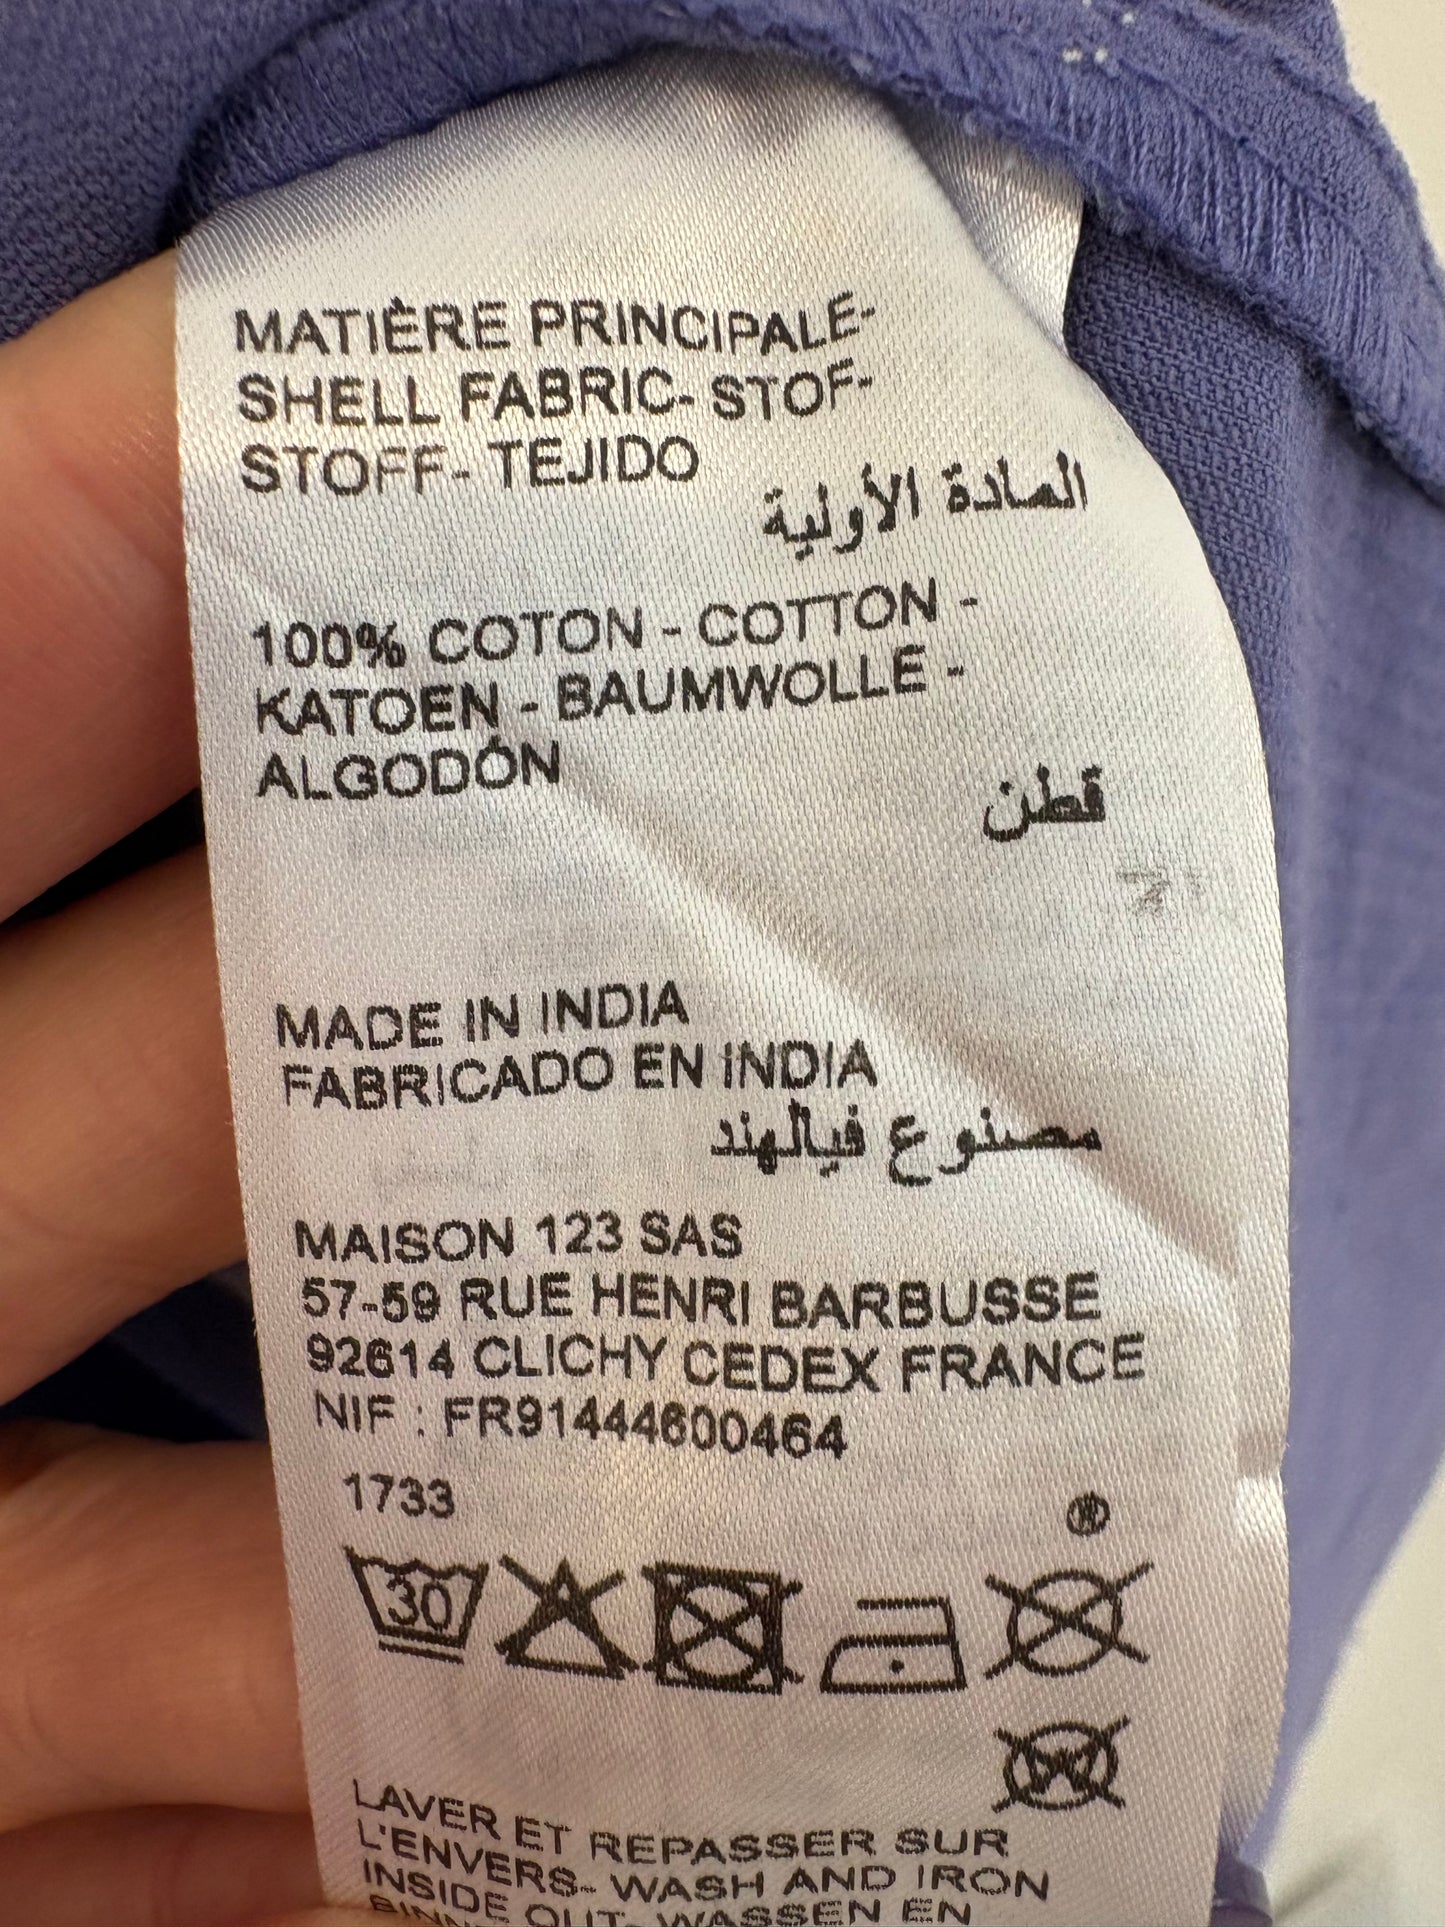 MATIÈRE PRINCIPALE-
SHELL FABRIC- STOF-
STOFF- TEJIDO
المادة الأولية
100% COTON - COTTON -
KATOEN - BAUMWOLLE -
ALGODÓN
قطن
MADE IN INDIA
FABRICADO EN INDIA
مصنوع فيالهند
MAISON 123 SAS
57-59 RUE HENRI BARBUSSE
92614 CLICHY CEDEX FRANCE
NIF : FR91444600464
1733
®
30
W
LAVER ET REPASSER SUR
L'ENVERS- WASH AND IRON
INSIDE OUT- WASSEN EN